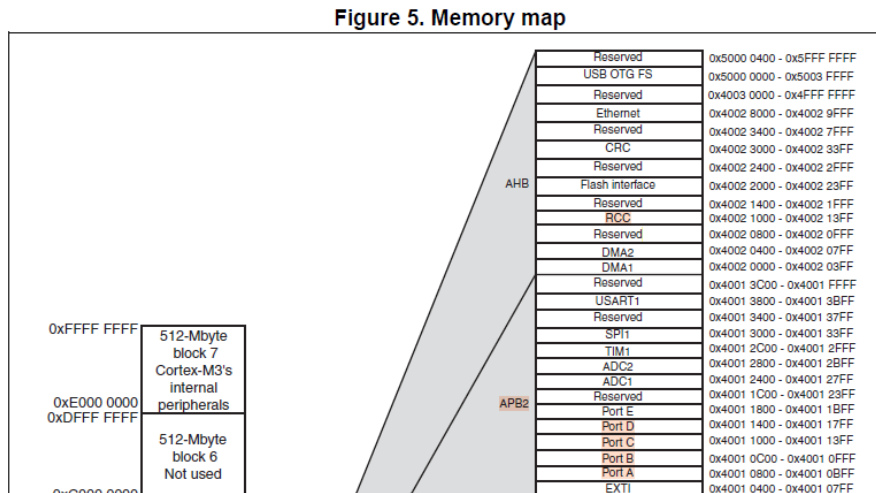 Figure 5. Memory map
Reserved 0x5000 0400 - 0x5FFF FFFF
USB OTG FS 0x5000 0000 - 0x5003 FFFF
Reserved 0x4003 0000 - 0x4FFF FFFF
Ethernet 0x4002 8000 - 0x4002 9FFF
Reserved 0x4002 3400 - 0x4002 7FFF
CRC 0x4002 3000 - 0x4002 33FF
Reserved 0x4002 2400 - 0x4002 2FFF
AHB Flash interface 0x4002 2000 - 0x4002 23FF
Reserved 0x4002 1400 - 0x4002 1FFF
RCC 0x4002 1000 - 0x4002 13FF
Reserved 0x4002 0800 - 0x4002 0FFF
DMA2 0x4002 0400 - 0x4002 07FF
DMA1 0x4002 0000 - 0x4002 03FF
Reserved 0x4001 3C00 - 0x4001 FFFF
USART1 0x4001 3800 - 0x4001 3BFF
Reserved 0x4001 3400 - 0x4001 37FF
SPI1 0x4001 3000 - 0x4001 33FF
TIM1 0x4001 2C00 - 0x4001 2FFF
ADC2 0x4001 2800 - 0x4001 2BFF
ADC1 0x4001 2400 - 0x4001 27FF
APB2 Reserved 0x4001 1C00 - 0x4001 23FF
Port E 0x4001 1800 - 0x4001 1BFF
Port D 0x4001 1400 - 0x4001 17FF
Port C 0x4001 1000 - 0x4001 13FF
Port B 0x4001 0C00 - 0x4001 0FFF
Port A 0x4001 0800 - 0x4001 0BFF
EXTI 0x4001 0400 - 0x4001 07FF
0xFFFF FFFF
512-Mbyte
block 7
Cortex-M3's
internal
peripherals
0xE000 0000
0xDFFF FFFF
512-Mbyte
block 6
Not used
0xC000 0000